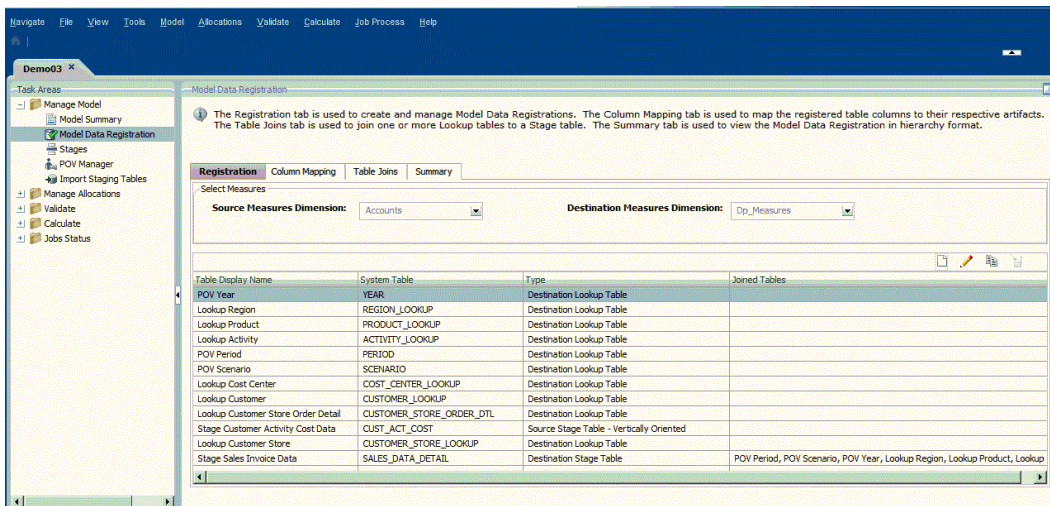 Navigate File View Tools Model Allocations Validate Calculate Job Process Help
Demo03
Task Areas
Manage Model
Model Summary
Model Data Registration
Stages
POV Manager
Import Staging Tables
Manage Allocations
Validate
Calculate
Jobs Status
Model Data Registration
The Registration tab is used to create and manage Model Data Registrations. The Column Mapping tab is used to map the registered table columns to their respective artifacts.
The Table Joins tab is used to join one or more Lookup tables to a Stage table. The Summary tab is used to view the Model Data Registration in hierarchy format.
Registration Column Mapping Table Joins Summary
Select Measures
Source Measures Dimension: Accounts Destination Measures Dimension: Dp_Measures
Table Display Name System Table Type Joined Tables
POV Year YEAR Destination Lookup Table
Lookup Region REGION_LOOKUP Destination Lookup Table
Lookup Product PRODUCT_LOOKUP Destination Lookup Table
Lookup Activity ACTIVITY_LOOKUP Destination Lookup Table
POV Period PERIOD Destination Lookup Table
POV Scenario SCENARIO Destination Lookup Table
Lookup Cost Center COST_CENTER_LOOKUP Destination Lookup Table
Lookup Customer CUSTOMER_LOOKUP Destination Lookup Table
Lookup Customer Store Order Detail CUSTOMER_STORE_ORDER_DTL Destination Lookup Table
Stage Customer Activity Cost Data CUST_ACT_COST Source Stage Table - Vertically Oriented
Lookup Customer Store CUSTOMER_STORE_LOOKUP Destination Lookup Table
Stage Sales Invoice Data SALES_DATA_DETAIL Destination Stage Table POV Period, POV Scenario, POV Year, Lookup Region, Lookup Product, Lookup